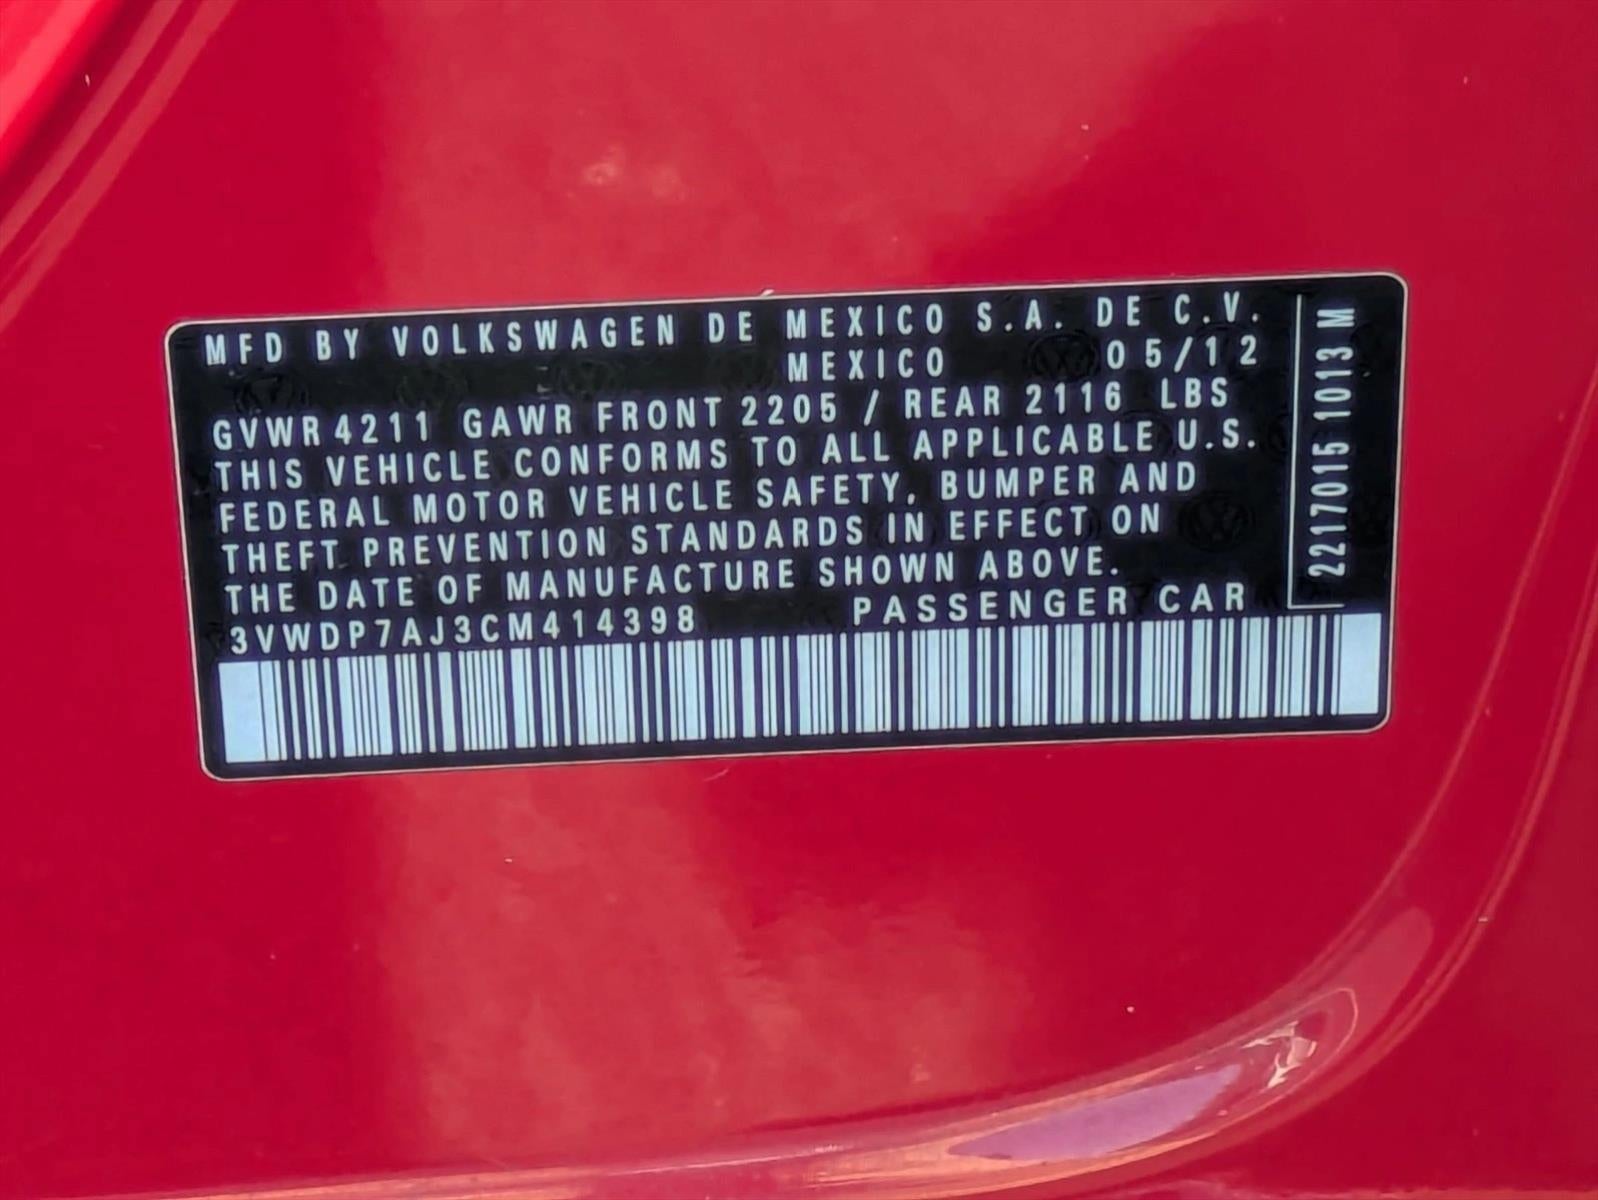 MFD BY VOLKSWAGEN DE MEXICO S.A. DE C.V.
MEXICO 05/12
GVWR 4211 GAWR FRONT 2205 / REAR 2116 LBS
THIS VEHICLE CONFORMS TO ALL APPLICABLE U.S.
FEDERAL MOTOR VEHICLE SAFETY, BUMPER AND
THEFT PREVENTION STANDARDS IN EFFECT ON
THE DATE OF MANUFACTURE SHOWN ABOVE.
3VWDP7AJ3CM414398 PASSENGER CAR
2217015 1013 M